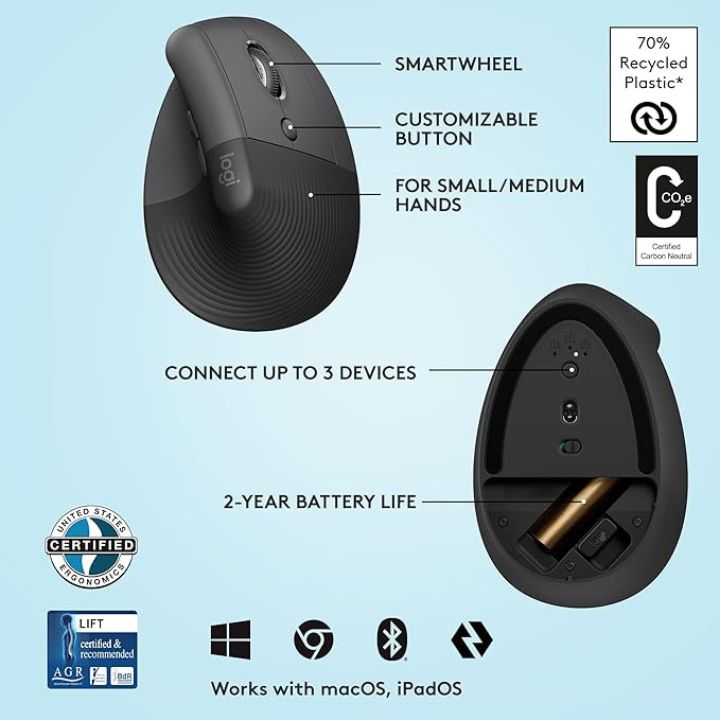 SMARTWHEEL
CUSTOMIZABLE
BUTTON
FOR SMALL/MEDIUM
HANDS
logi
70%
Recycled
Plastic*
CO₂e
Certified
Carbon Neutral
CONNECT UP TO 3 DEVICES
2-YEAR BATTERY LIFE
UNITED STATES
CERTIFIED
ERGONOMICS
LIFT
certified &
recommended
AGR
BdR
Works with macOS, iPadOS